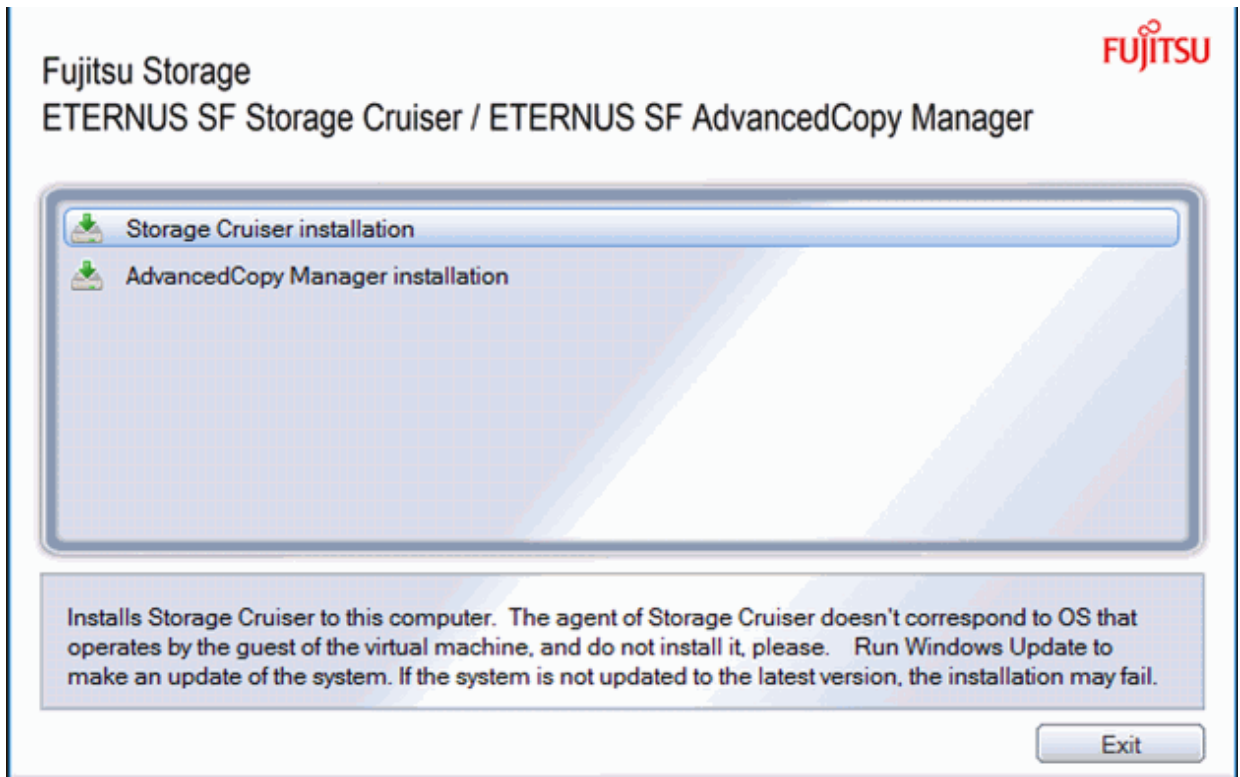 FUJITSU
Fujitsu Storage
ETERNUS SF Storage Cruiser / ETERNUS SF AdvancedCopy Manager
Storage Cruiser installation
AdvancedCopy Manager installation
Installs Storage Cruiser to this computer.  The agent of Storage Cruiser doesn't correspond to OS that
operates by the guest of the virtual machine, and do not install it, please.    Run Windows Update to
make an update of the system. If the system is not updated to the latest version, the installation may fail.
Exit